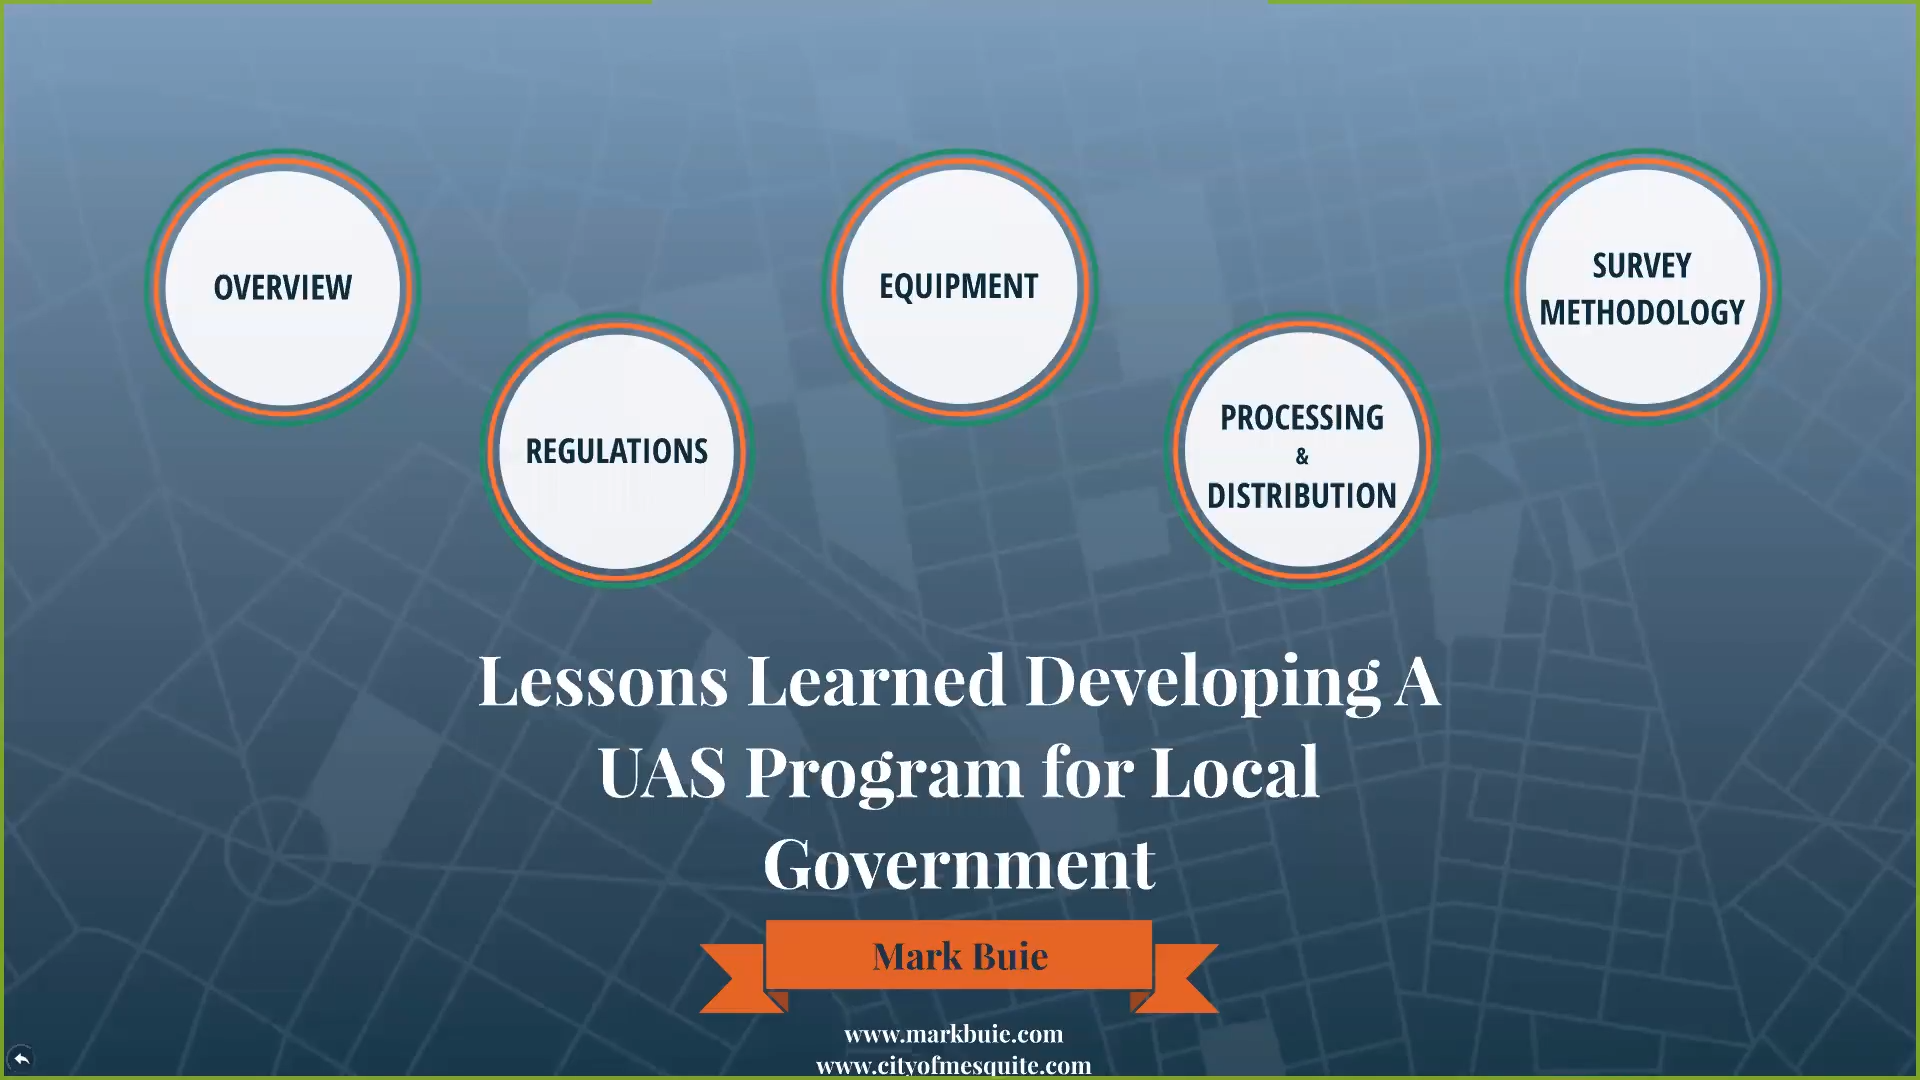 OVERVIEW
REGULATIONS
EQUIPMENT
PROCESSING
&
DISTRIBUTION
SURVEY
METHODOLOGY
Lessons Learned Developing A
UAS Program for Local
Government
Mark Buie
www.markbuie.com
www.cityofmesquite.com